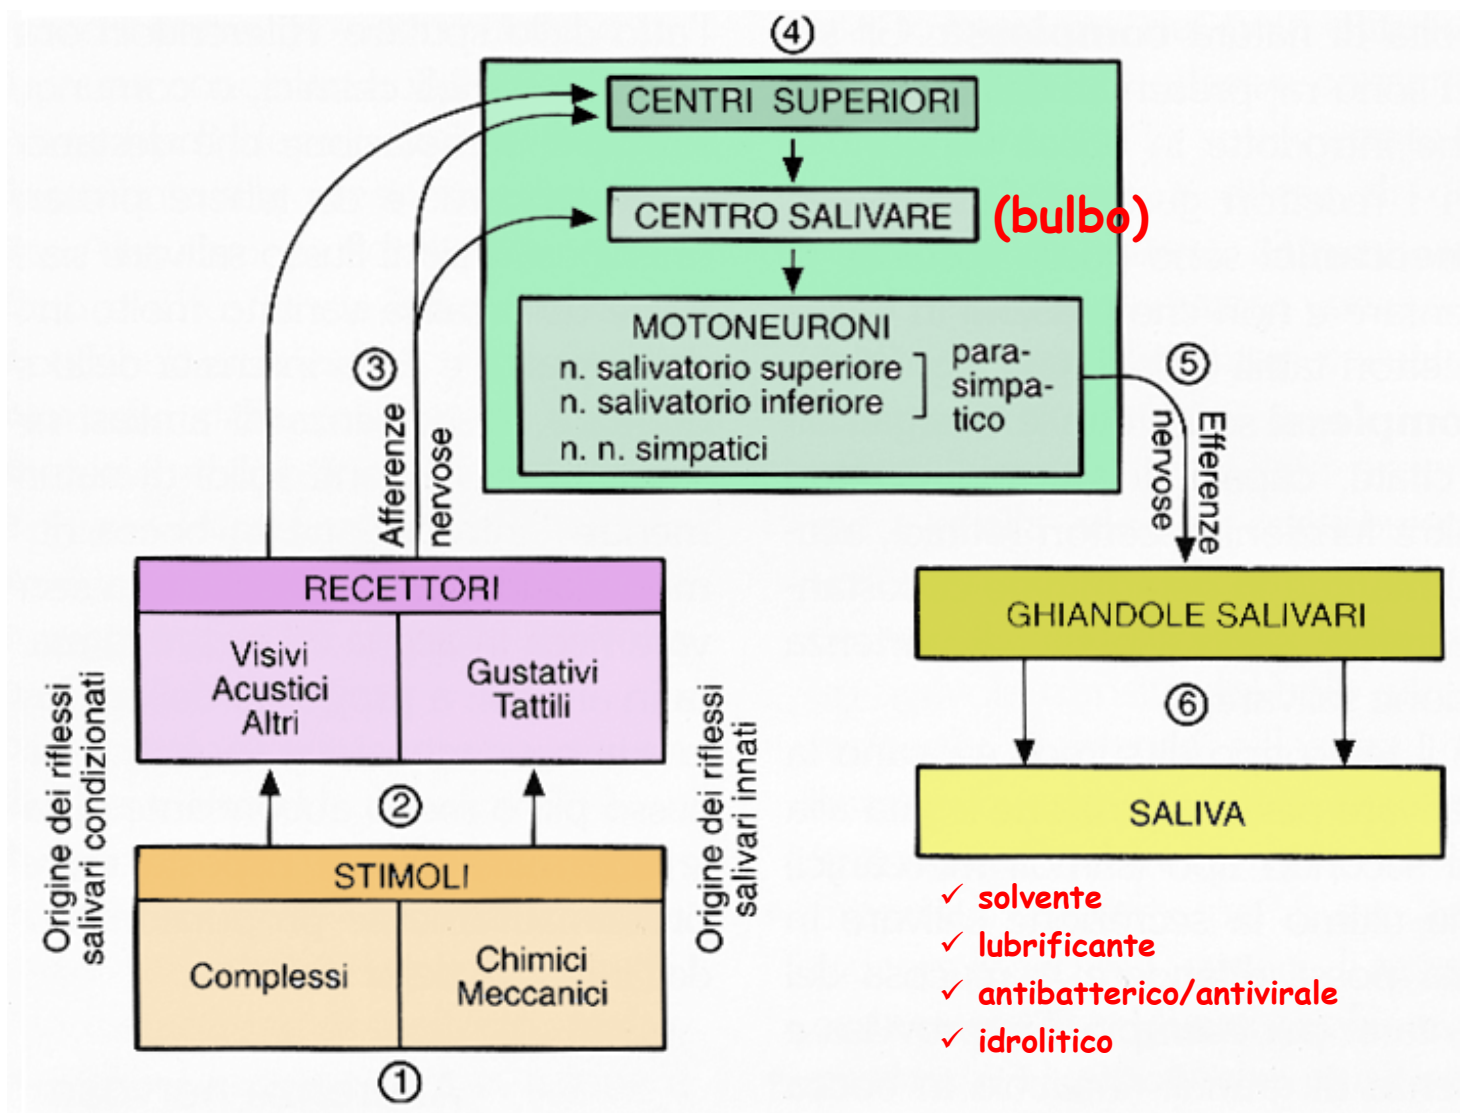 4
CENTRI SUPERIORI
CENTRO SALIVARE
(bulbo)
MOTONEURONI
n. salivatorio superiore
n. salivatorio inferiore
n. n. simpatici
para-
simpa-
tico
3
Afferenze
nervose
5
Efferenze
nervose
RECETTORI
Visivi
Acustici
Altri
Gustativi
Tattili
Origine dei riflessi
salivari condizionati
Origine dei riflessi
salivari innati
2
STIMOLI
Complessi
Chimici
Meccanici
1
GHIANDOLE SALIVARI
6
SALIVA
✓ solvente
✓ lubrificante
✓ antibatterico/antivirale
✓ idrolitico